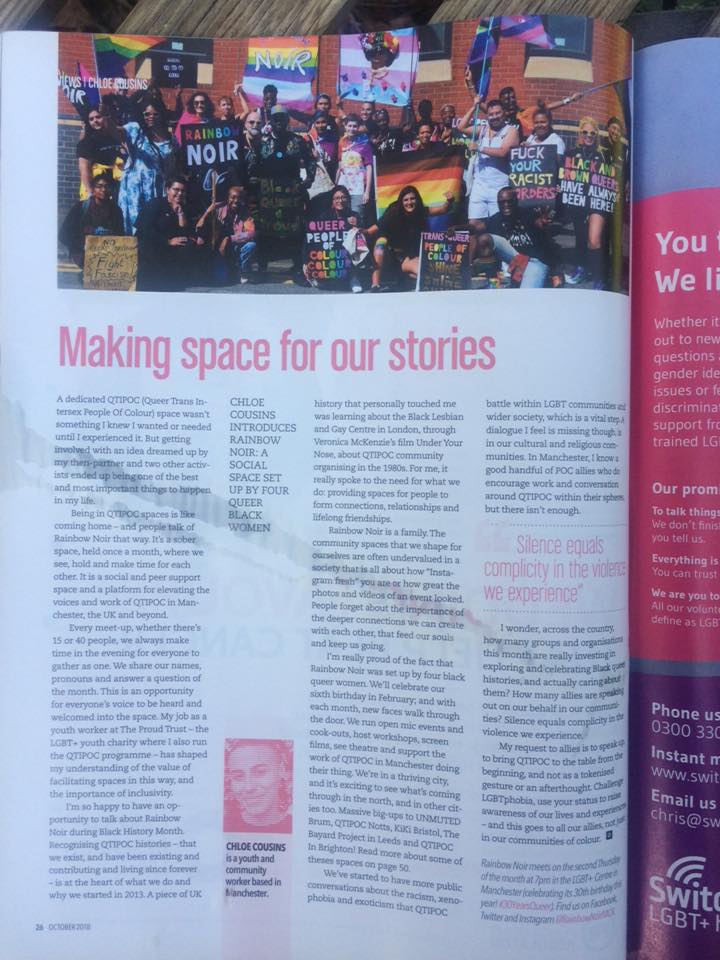 NEWS | CHLOE COUSINS
NOIR
NOIR
RAINBOW
NOIR
QUEER
PEOPLE
OF
COLOUR
COLOUR
COLOUR
TRANS + QUEER
PEOPLE OF
COLOUR
FUCK
YOUR
RACIST
BORDERS
BLACK AND
BROWN QUEERS
HAVE ALWAYS
BEEN HERE!
Fight
Fascism
Making space for our stories
A dedicated QTIPOC (Queer Trans In-
tersex People Of Colour) space wasn't
something I knew I wanted or needed
until I experienced it. But getting
involved with an idea dreamed up by
my then-partner and two other activ-
ists ended up being one of the best
and most important things to happen
in my life.
Being in QTIPOC spaces is like
coming home – and people talk of
Rainbow Noir that way. It's a sober
space, held once a month, where we
see, hold and make time for each
other. It is a social and peer support
space and a platform for elevating the
voices and work of QTIPOC in Man-
chester, the UK and beyond.
Every meet-up, whether there's
15 or 40 people, we always make
time in the evening for everyone to
gather as one. We share our names,
pronouns and answer a question of
the month. This is an opportunity
for everyone's voice to be heard and
welcomed into the space. My job as a
youth worker at The Proud Trust – the
LGBT+ youth charity where I also run
the QTIPOC programme – has shaped
my understanding of the value of
facilitating spaces in this way, and
the importance of inclusivity.
I'm so happy to have an op-
portunity to talk about Rainbow
Noir during Black History Month.
Recognising QTIPOC histories – that
we exist, and have been existing and
contributing and living since forever
– is at the heart of what we do and
why we started in 2013. A piece of UK
CHLOE
COUSINS
INTRODUCES
RAINBOW
NOIR: A
SOCIAL
SPACE SET
UP BY FOUR
QUEER
BLACK
WOMEN
CHLOE COUSINS
is a youth and
community
worker based in
Manchester.
history that personally touched me
was learning about the Black Lesbian
and Gay Centre in London, through
Veronica McKenzie's film Under Your
Nose, about QTIPOC community
organising in the 1980s. For me, it
really spoke to the need for what we
do: providing spaces for people to
form connections, relationships and
lifelong friendships.
Rainbow Noir is a family. The
community spaces that we shape for
ourselves are often undervalued in a
society that is all about how "Insta-
gram fresh" you are or how great the
photos and videos of an event looked.
People forget about the importance of
the deeper connections we can create
with each other, that feed our souls
and keep us going.
I'm really proud of the fact that
Rainbow Noir was set up by four black
queer women. We'll celebrate our
sixth birthday in February; and with
each month, new faces walk through
the door. We run open mic events and
cook-outs, host workshops, screen
films, see theatre and support the
work of QTIPOC in Manchester doing
their thing. We're in a thriving city,
and it's exciting to see what's coming
through in the north, and in other cit-
ies too. Massive big-ups to UNMUTED
Brum, QTIPOC Notts, KiKi Bristol, The
Bayard Project in Leeds and QTIPOC
In Brighton! Read more about some of
theses spaces on page 50.
We've started to have more public
conversations about the racism, xeno-
phobia and exoticism that QTIPOC
battle within LGBT communities and
wider society, which is a vital step. A
dialogue I feel is missing though, is
in our cultural and religious com-
munities. In Manchester, I know a
good handful of POC allies who do
encourage work and conversation
around QTIPOC within their spheres,
but there isn't enough.
Silence equals
complicity in the violence
we experience"
I wonder, across the country,
how many groups and organisations
this month are really investing in
exploring and celebrating Black queer
histories, and actually caring about
them? How many allies are speaking
out on our behalf in our communi-
ties? Silence equals complicity in the
violence we experience.
My request to allies is to speak up,
to bring QTIPOC to the table from the
beginning, and not as a tokenised
gesture or an afterthought. Challenge
LGBTphobia, use your status to raise
awareness of our lives and experiences
– and this goes to all our allies, not just
in our communities of colour.
Rainbow Noir meets on the second Thursday
of the month at 7pm in the LGBT+ Centre in
Manchester (celebrating its 30th birthday this
year! #30YearsQueer). Find us on Facebook,
Twitter and Instagram @RainbowNoirMCR
26 OCTOBER 2018
You
We li
Whether it
out to new
questions
gender ide
issues or fe
discriminat
support fro
trained LG
Our promi
To talk things
We don't finis
you tell us.
Everything is
You can trust
We are you to
All our volunt
define as LGB
Phone us
0300 330
Instant m
www.swit
Email us
chris@sw
Switc
LGBT+ h